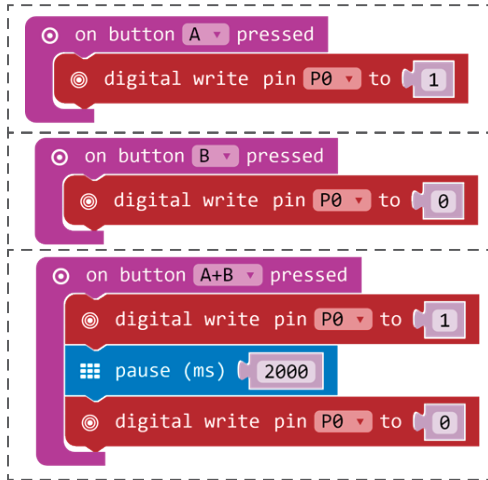 on button A pressed
digital write pin P0 to 1
on button B pressed
digital write pin P0 to 0
on button A+B pressed
digital write pin P0 to 1
pause (ms) 2000
digital write pin P0 to 0